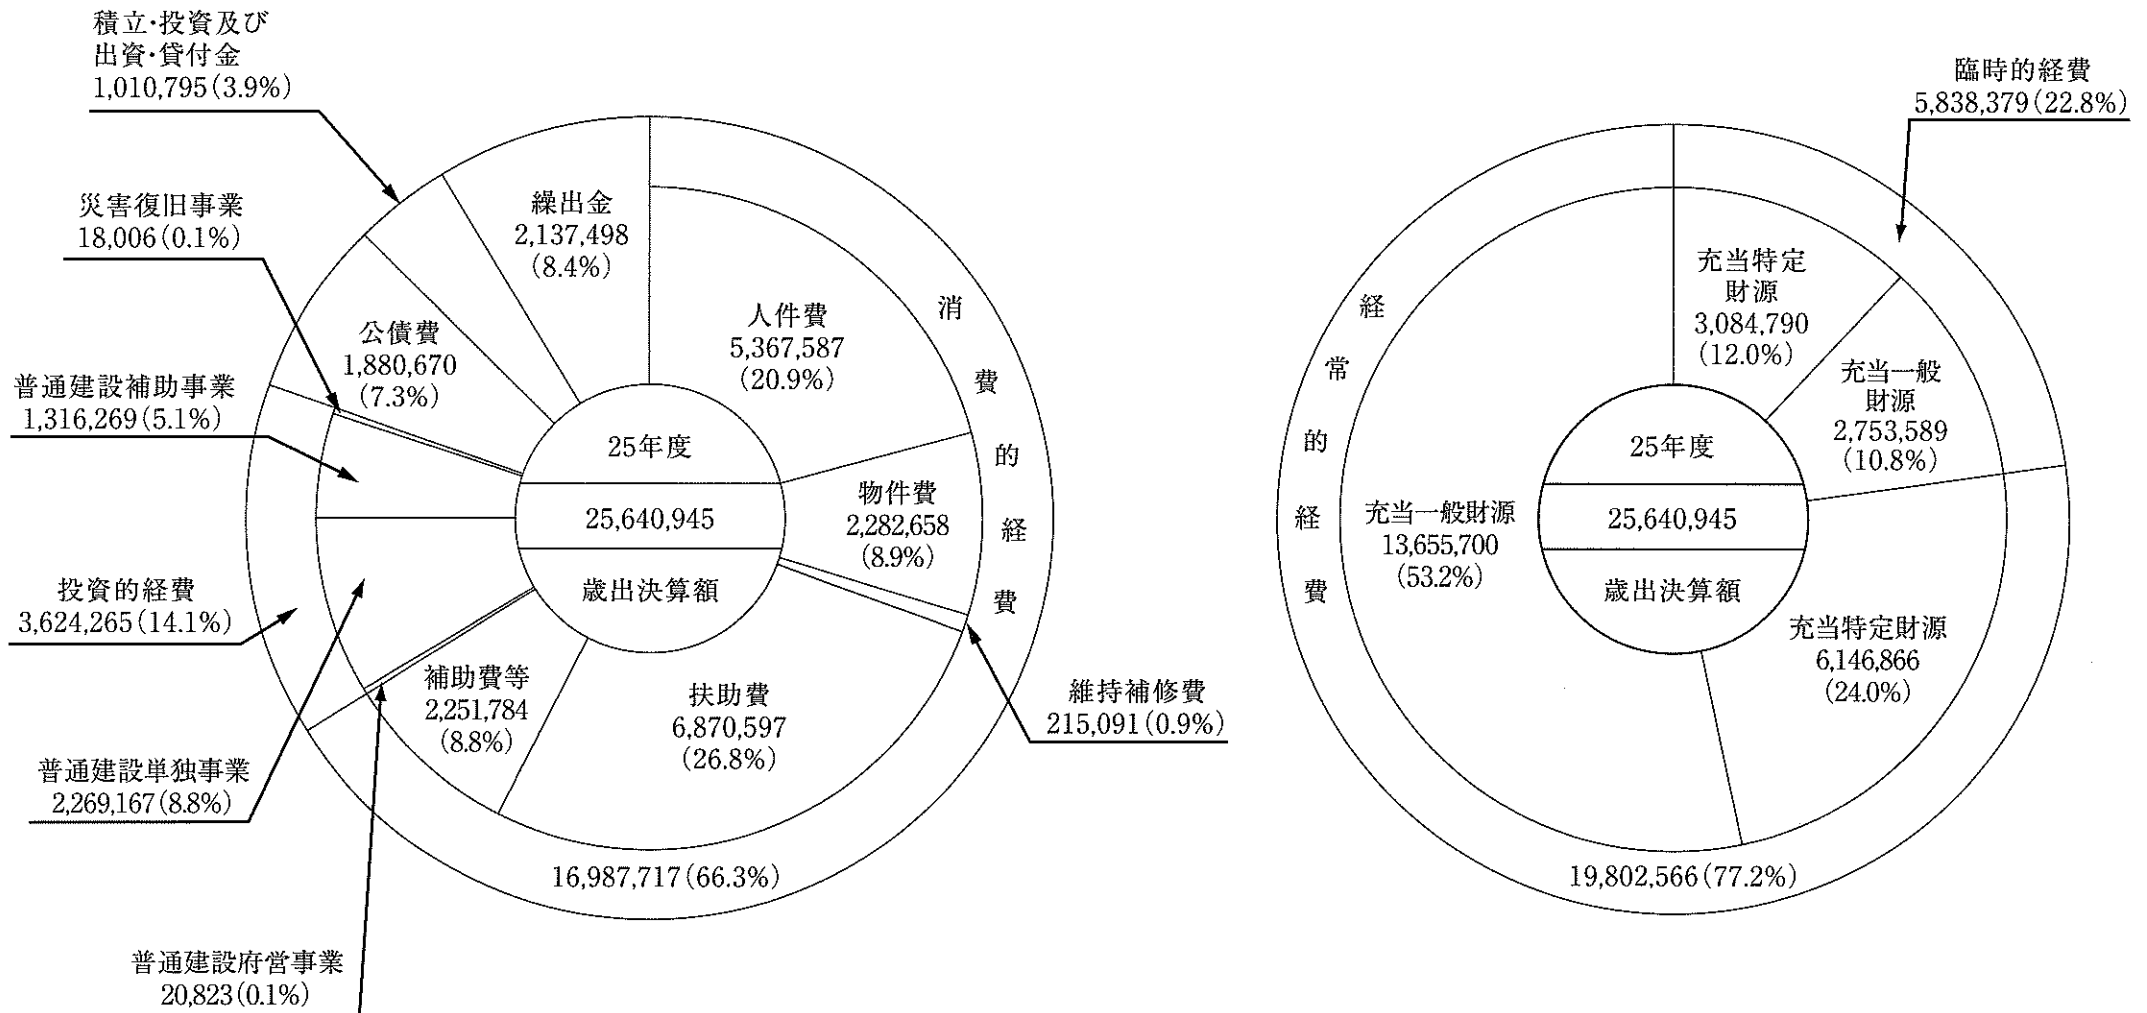 積立・投資及び
出資・貸付金
1,010,795(3.9%)
災害復旧事業
18,006(0.1%)
普通建設補助事業
1,316,269(5.1%)
投資的経費
3,624,265(14.1%)
普通建設単独事業
2,269,167(8.8%)
普通建設府営事業
20,823(0.1%)
繰出金
2,137,498
(8.4%)
公債費
1,880,670
(7.3%)
人件費
5,367,587
(20.9%)
物件費
2,282,658
(8.9%)
維持補修費
215,091(0.9%)
扶助費
6,870,597
(26.8%)
補助費等
2,251,784
(8.8%)
25年度
25,640,945
歳出決算額
消費的経費
16,987,717(66.3%)
臨時的経費
5,838,379(22.8%)
充当特定
財源
3,084,790
(12.0%)
充当一般
財源
2,753,589
(10.8%)
充当特定財源
6,146,866
(24.0%)
充当一般財源
13,655,700
(53.2%)
25年度
25,640,945
歳出決算額
経常的経費
19,802,566(77.2%)